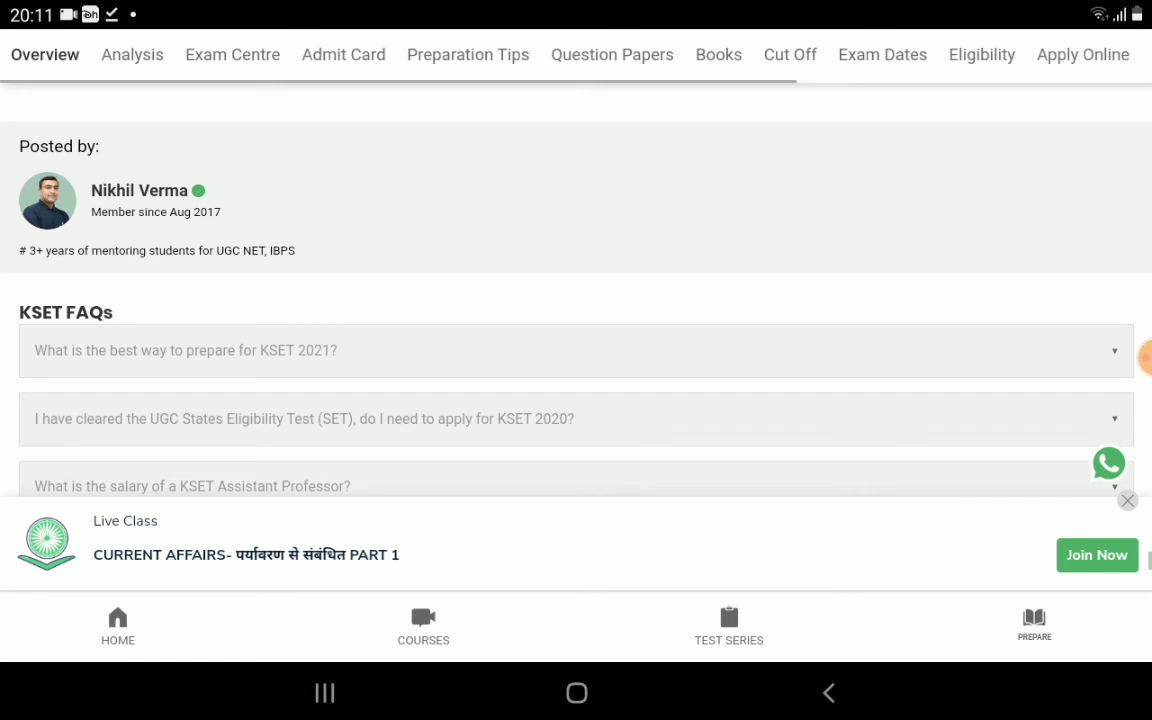 20:11
Overview Analysis Exam Centre Admit Card Preparation Tips Question Papers Books Cut Off Exam Dates Eligibility Apply Online
Posted by:
Nikhil Verma
Member since Aug 2017
# 3+ years of mentoring students for UGC NET, IBPS
KSET FAQs
What is the best way to prepare for KSET 2021?
I have cleared the UGC States Eligibility Test (SET), do I need to apply for KSET 2020?
What is the salary of a KSET Assistant Professor?
Live Class
CURRENT AFFAIRS- पर्यावरण से संबंधित PART 1
Join Now
HOME COURSES TEST SERIES PREPARE